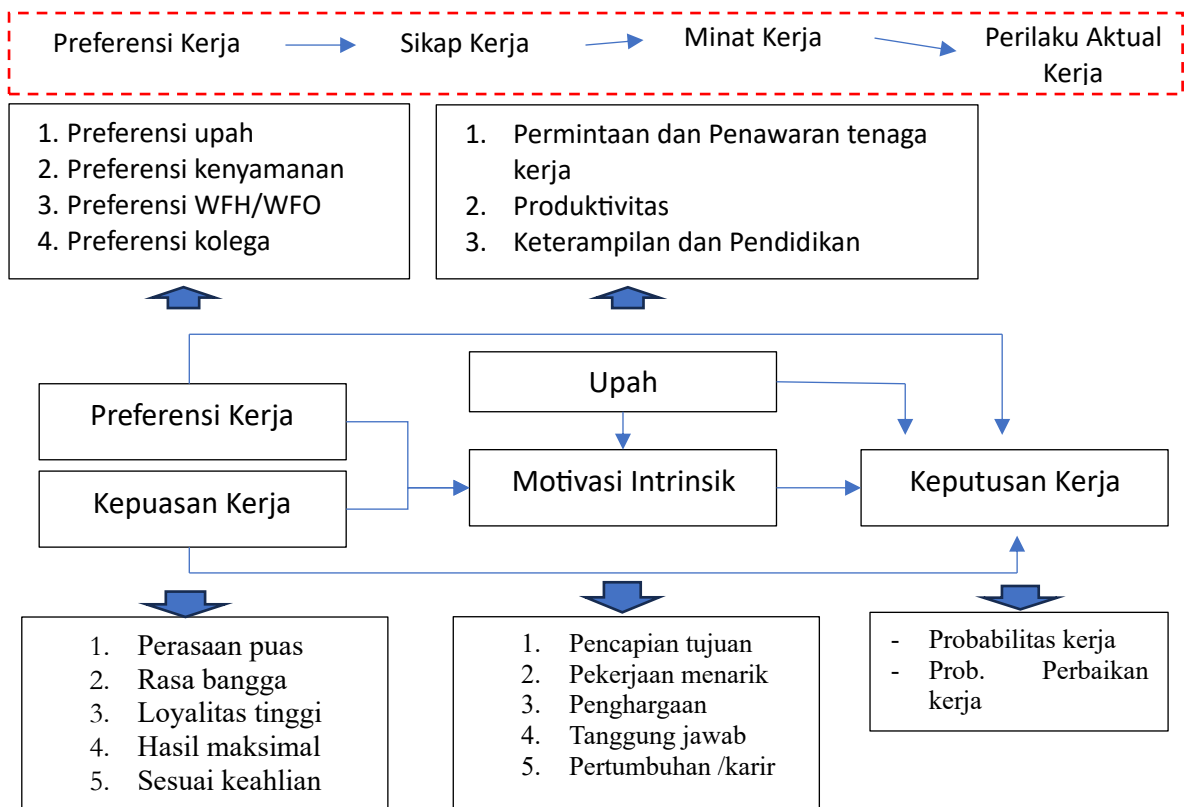 Preferensi Kerja
Sikap Kerja
Minat Kerja
Perilaku Aktual
Kerja
1. Preferensi upah
2. Preferensi kenyamanan
3. Preferensi WFH/WFO
4. Preferensi kolega
1. Permintaan dan Penawaran tenaga
kerja
2. Produktivitas
3. Keterampilan dan Pendidikan
Upah
Preferensi Kerja
Motivasi Intrinsik
Keputusan Kerja
Kepuasan Kerja
1. Perasaan puas
2. Rasa bangga
3. Loyalitas tinggi
4. Hasil maksimal
5. Sesuai keahlian
1. Pencapian tujuan
2. Pekerjaan menarik
3. Penghargaan
4. Tanggung jawab
5. Pertumbuhan /karir
- Probabilitas kerja
- Prob. Perbaikan
kerja